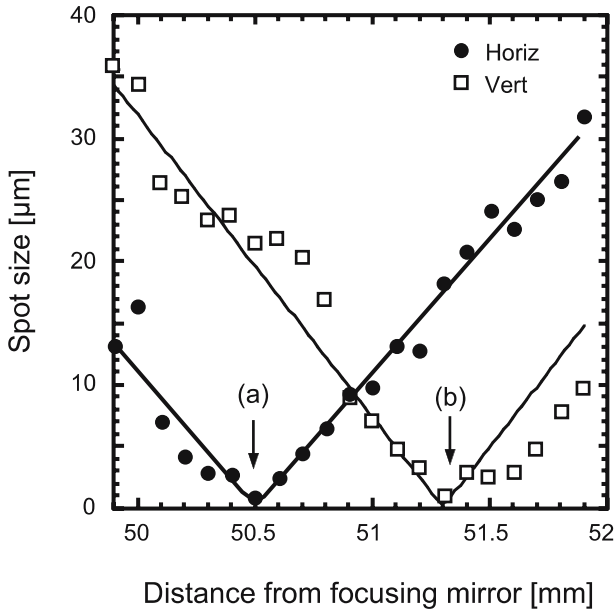 40
Horiz
Vert
30
Spot size [μm]
20
10
(a)
(b)
0
50
50.5
51
51.5
52
Distance from focusing mirror [mm]